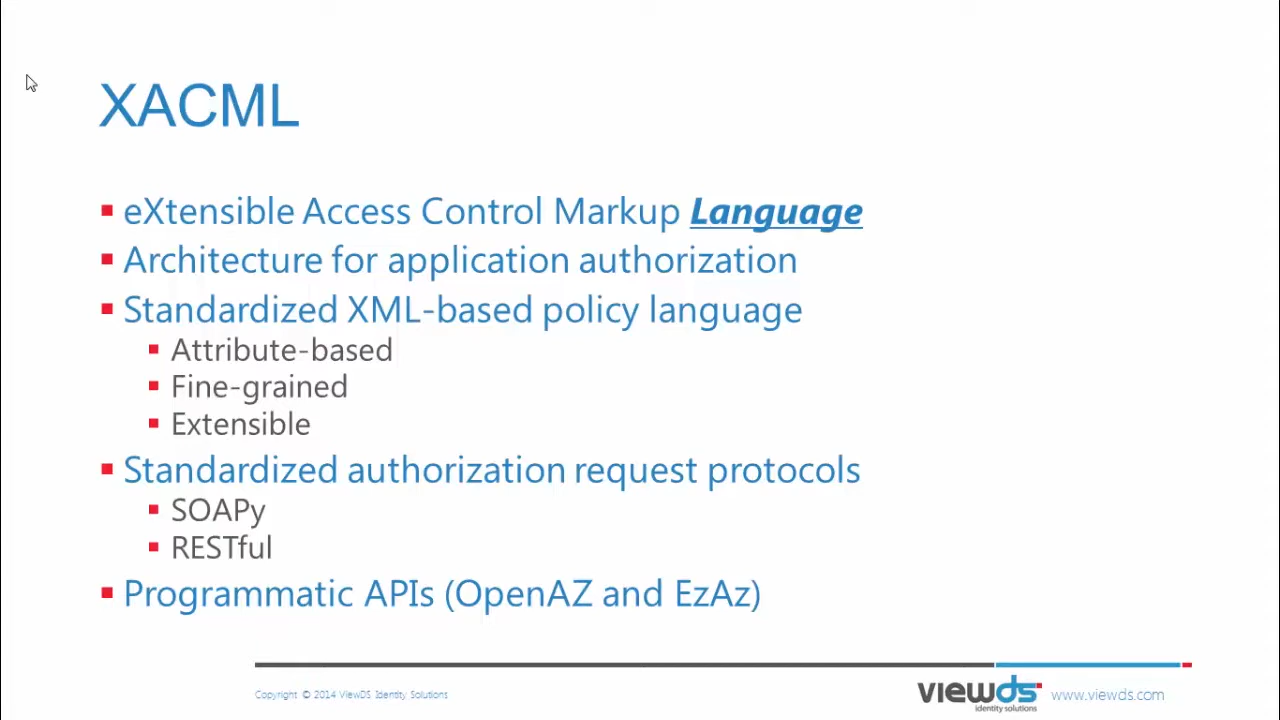 XACML
eXtensible Access Control Markup Language
Architecture for application authorization
Standardized XML-based policy language
Attribute-based
Fine-grained
Extensible
Standardized authorization request protocols
SOAPy
RESTful
Programmatic APIs (OpenAZ and EzAz)
Copyright © 2014 ViewDS Identity Solutions
viewds
identity solutions
www.viewds.com